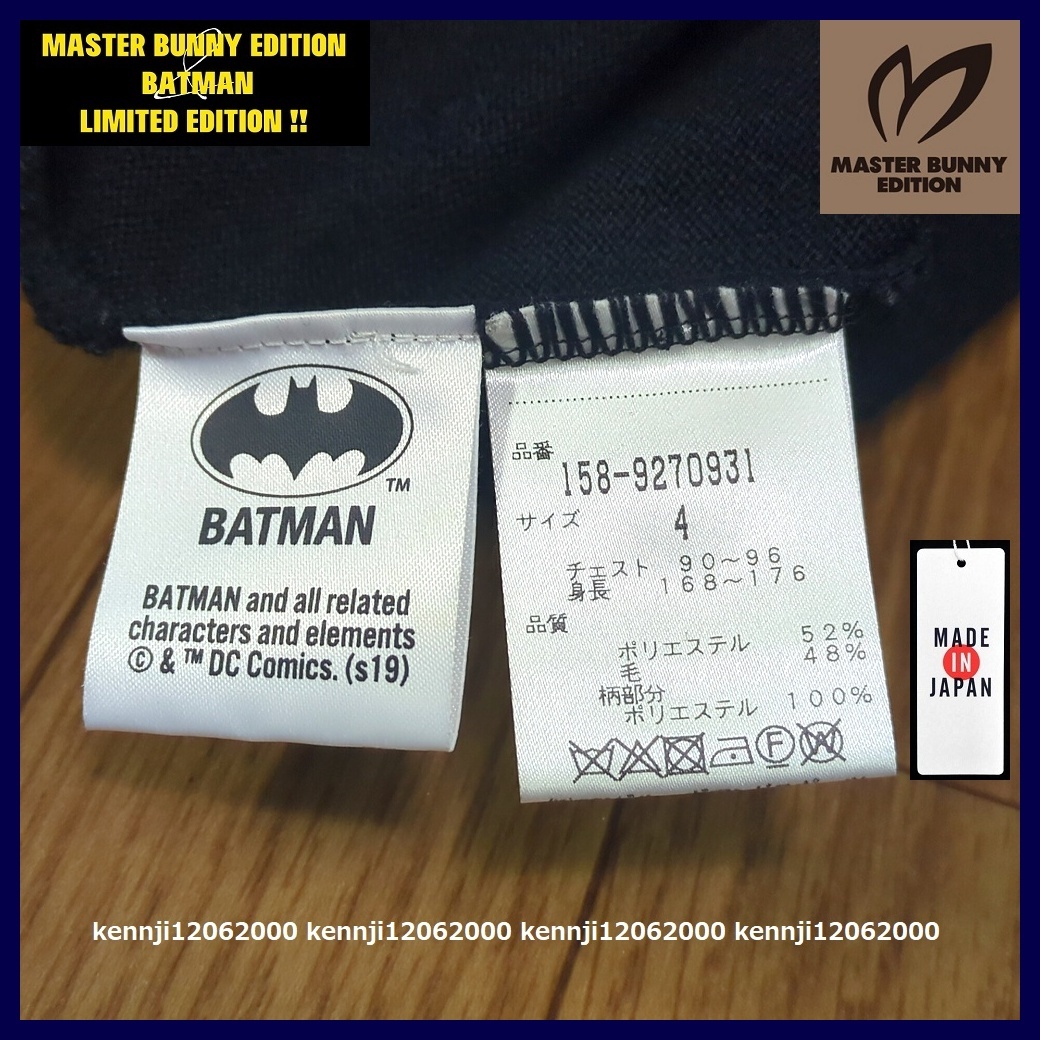 MASTER BUNNY EDITION
&
BATMAN
LIMITED EDITION !!
MASTER BUNNY
EDITION
BATMAN
TM
BATMAN and all related
characters and elements
© & ™ DC Comics. (s19)
品番
158-9270931
サイズ 4
チェスト 90～96
身長 168～176
品質
ポリエステル 52%
毛 48%
柄部分
ポリエステル 100%
F
W
MADE
IN
JAPAN
kennji12062000 kennji12062000 kennji12062000 kennji12062000